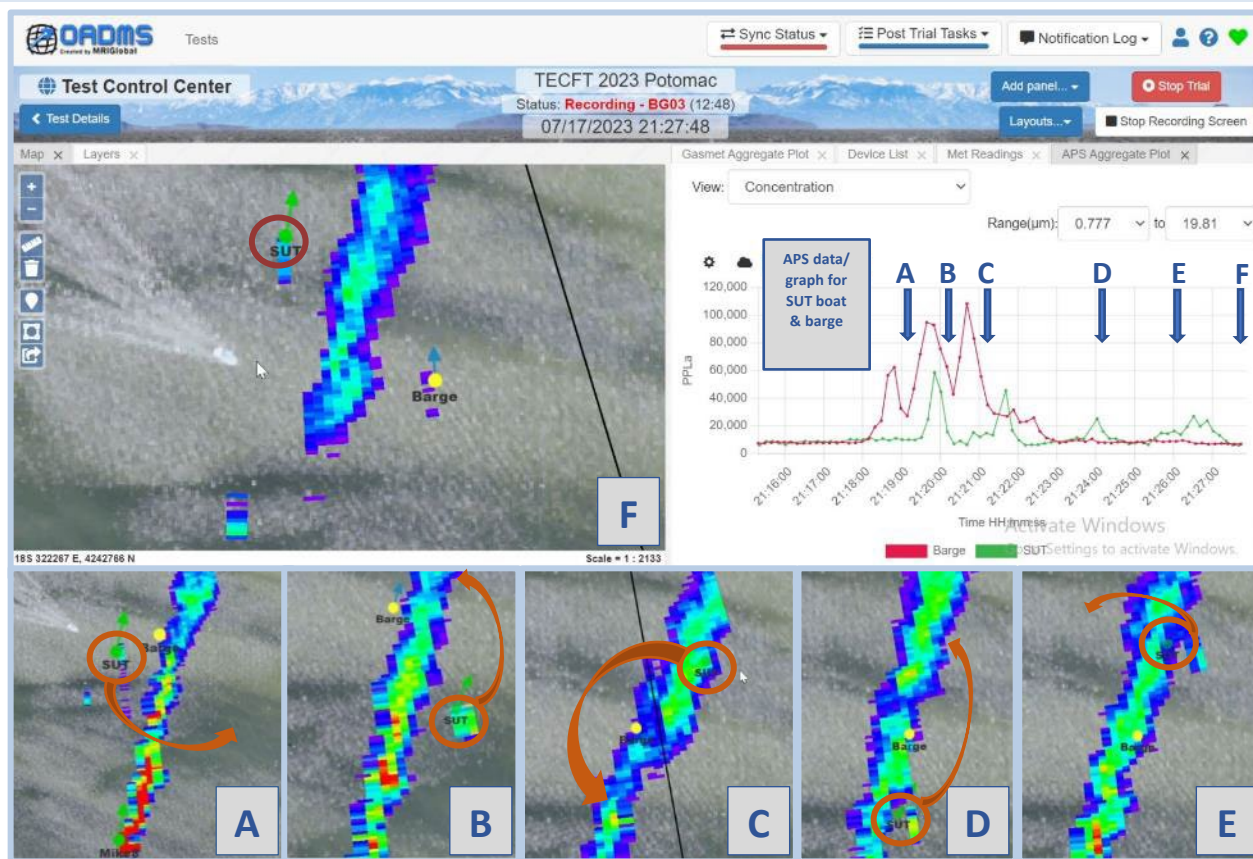 OADMS
Created by MRIGlobal
Tests
Sync Status
Post Trial Tasks
Notification Log
Test Control Center
TECFT 2023 Potomac
Status: Recording - BG03 (12:48)
07/17/2023 21:27:48
Add panel...
Stop Trial
Test Details
Layouts...
Stop Recording Screen
Map × Layers ×
Gasmet Aggregate Plot × Device List × Met Readings × APS Aggregate Plot ×
View: Concentration
Range(µm): 0.777 to 19.81
+
−
SUT
Barge
F
18S 322267 E, 4242766 N
Scale = 1 : 2133
APS data/
graph for
SUT boat
& barge
A B C D E F
120,000
100,000
80,000
60,000
40,000
20,000
0
PPLa
21:16:00 21:17:00 21:18:00 21:19:00 21:20:00 21:21:00 21:22:00 21:23:00 21:24:00 21:25:00 21:26:00 21:27:00
Time HH:mm:ss
Activate Windows
Settings to activate Windows.
Barge SUT
SUT
Barge
A
Barge
SUT
B
Barge
C
Barge
SUT
D
SUT
Barge
E